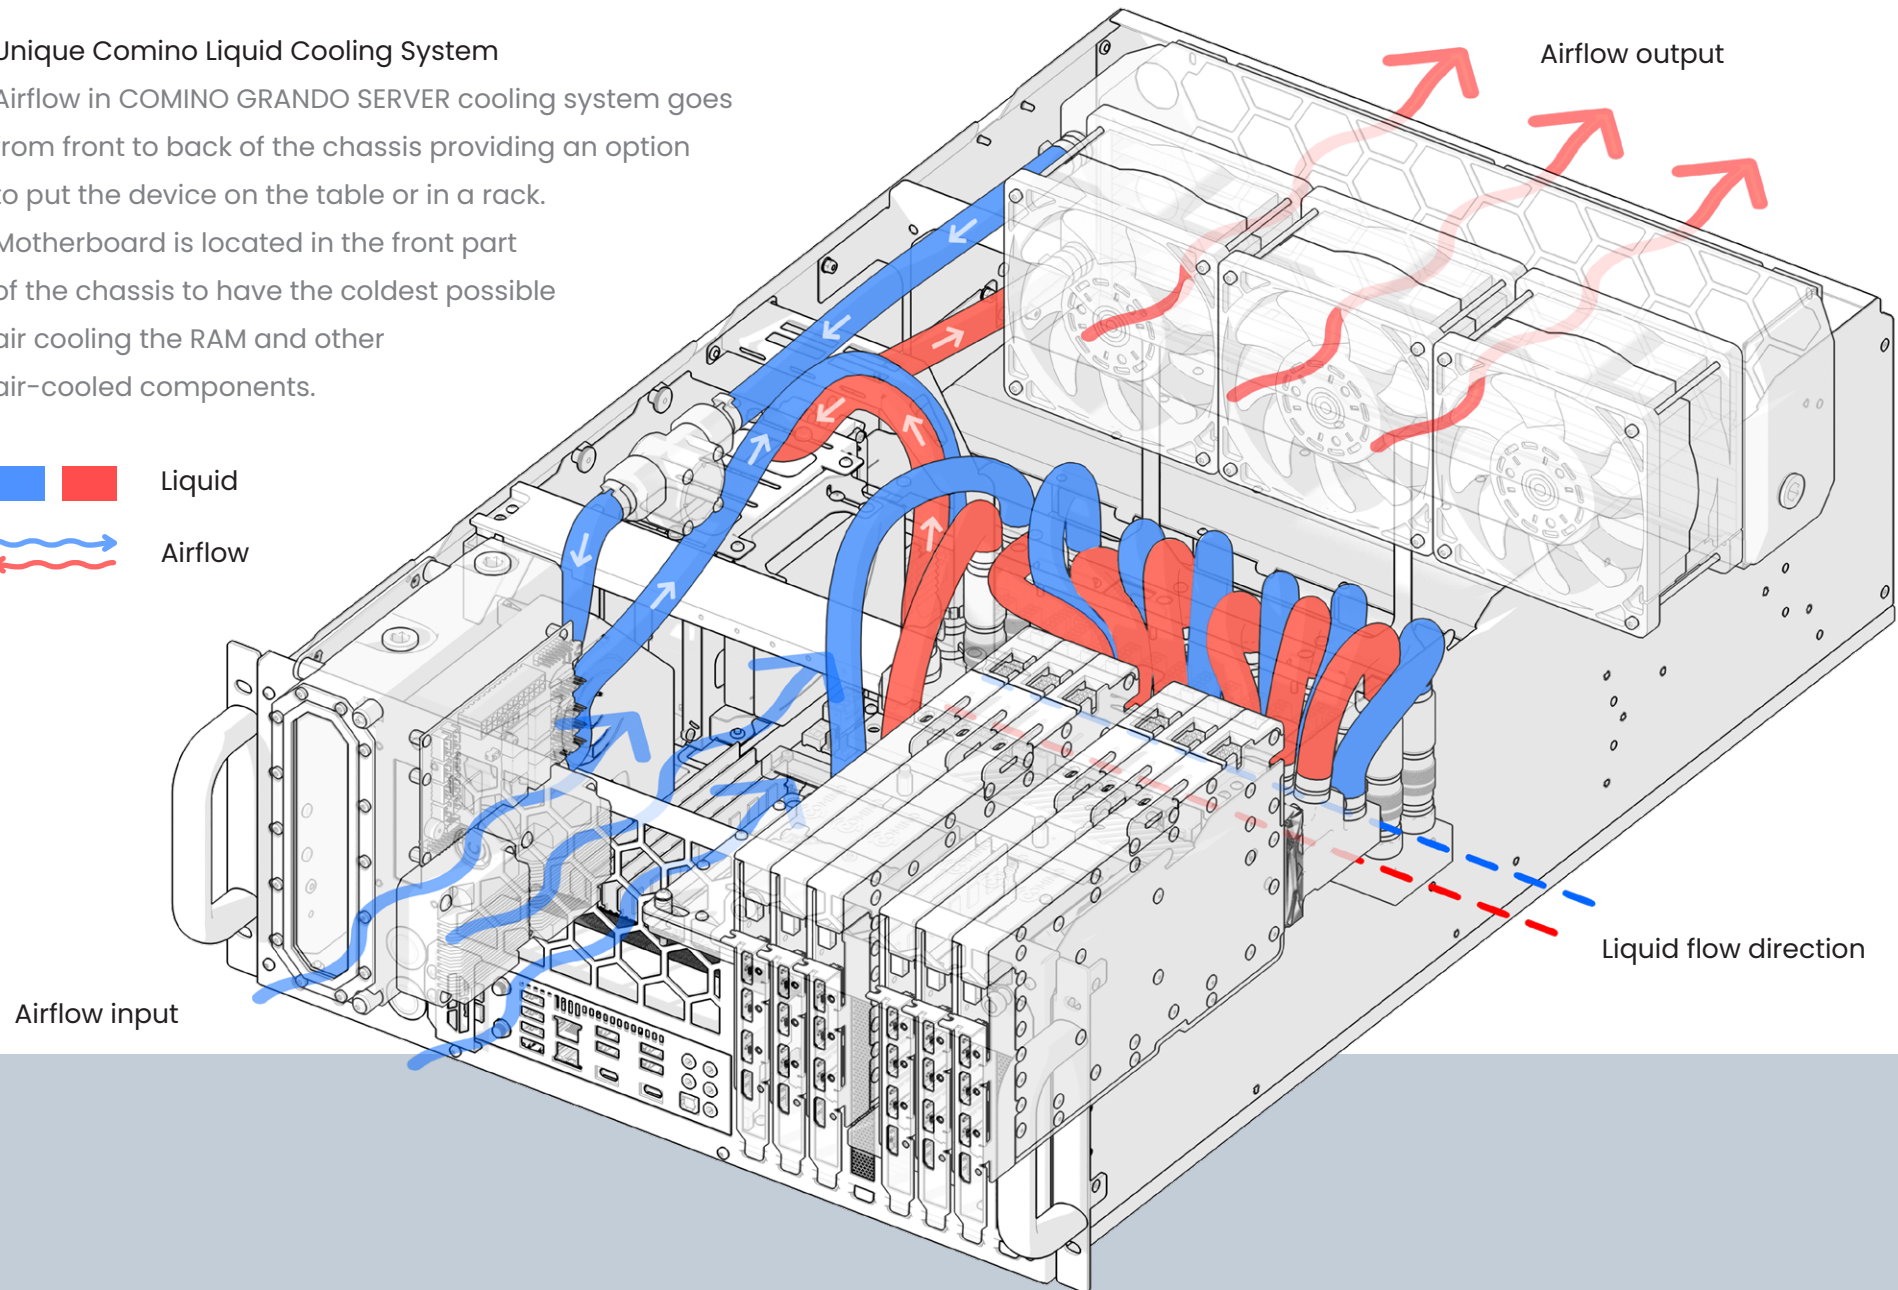 Unique Comino Liquid Cooling System
Airflow in COMINO GRANDO SERVER cooling system goes
from front to back of the chassis providing an option
to put the device on the table or in a rack.
Motherboard is located in the front part
of the chassis to have the coldest possible
air cooling the RAM and other
air-cooled components.
Liquid
Airflow
Airflow output
Liquid flow direction
Airflow input